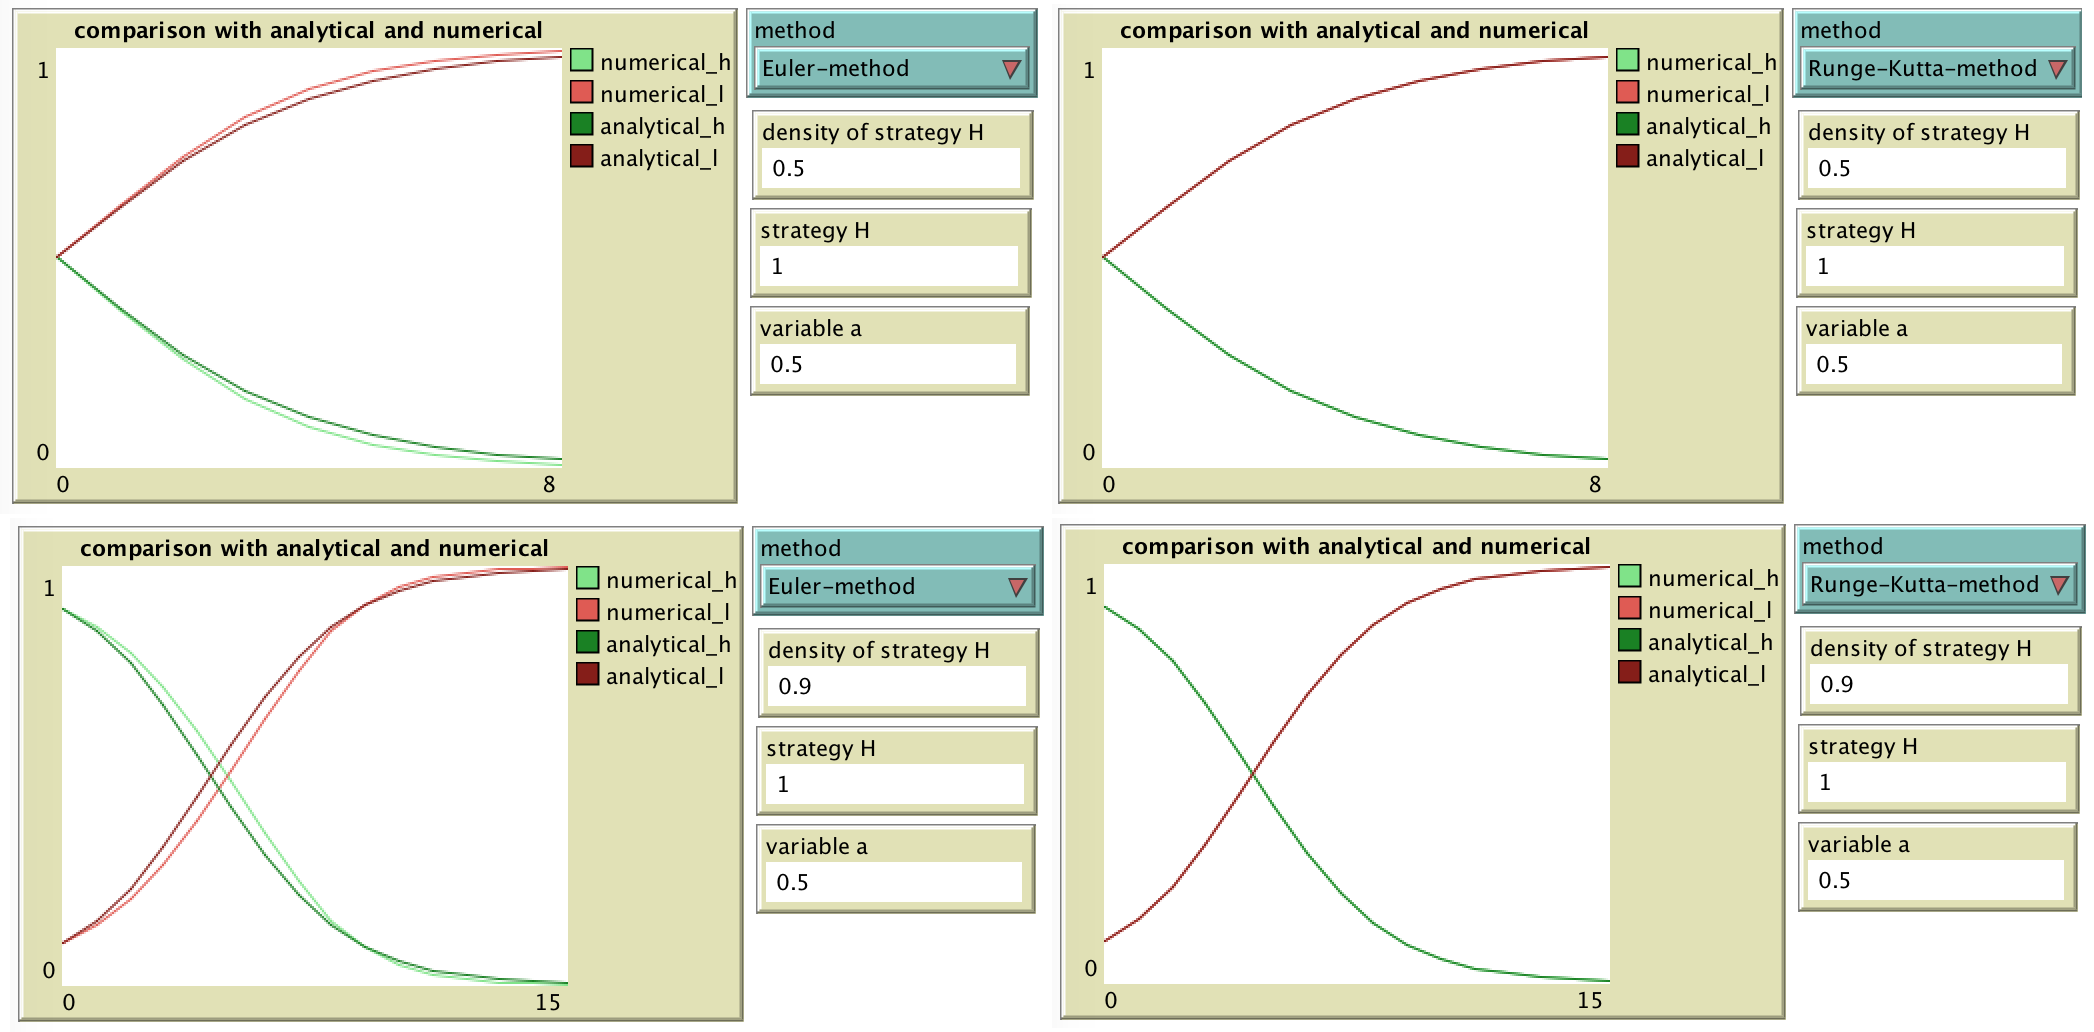 comparison with analytical and numerical
1
0
0
8
numerical_h
numerical_l
analytical_h
analytical_l
method
Euler-method
density of strategy H
0.5
strategy H
1
variable a
0.5
comparison with analytical and numerical
1
0
0
8
numerical_h
numerical_l
analytical_h
analytical_l
method
Runge-Kutta-method
density of strategy H
0.5
strategy H
1
variable a
0.5
comparison with analytical and numerical
1
0
0
15
numerical_h
numerical_l
analytical_h
analytical_l
method
Euler-method
density of strategy H
0.9
strategy H
1
variable a
0.5
comparison with analytical and numerical
1
0
0
15
numerical_h
numerical_l
analytical_h
analytical_l
method
Runge-Kutta-method
density of strategy H
0.9
strategy H
1
variable a
0.5